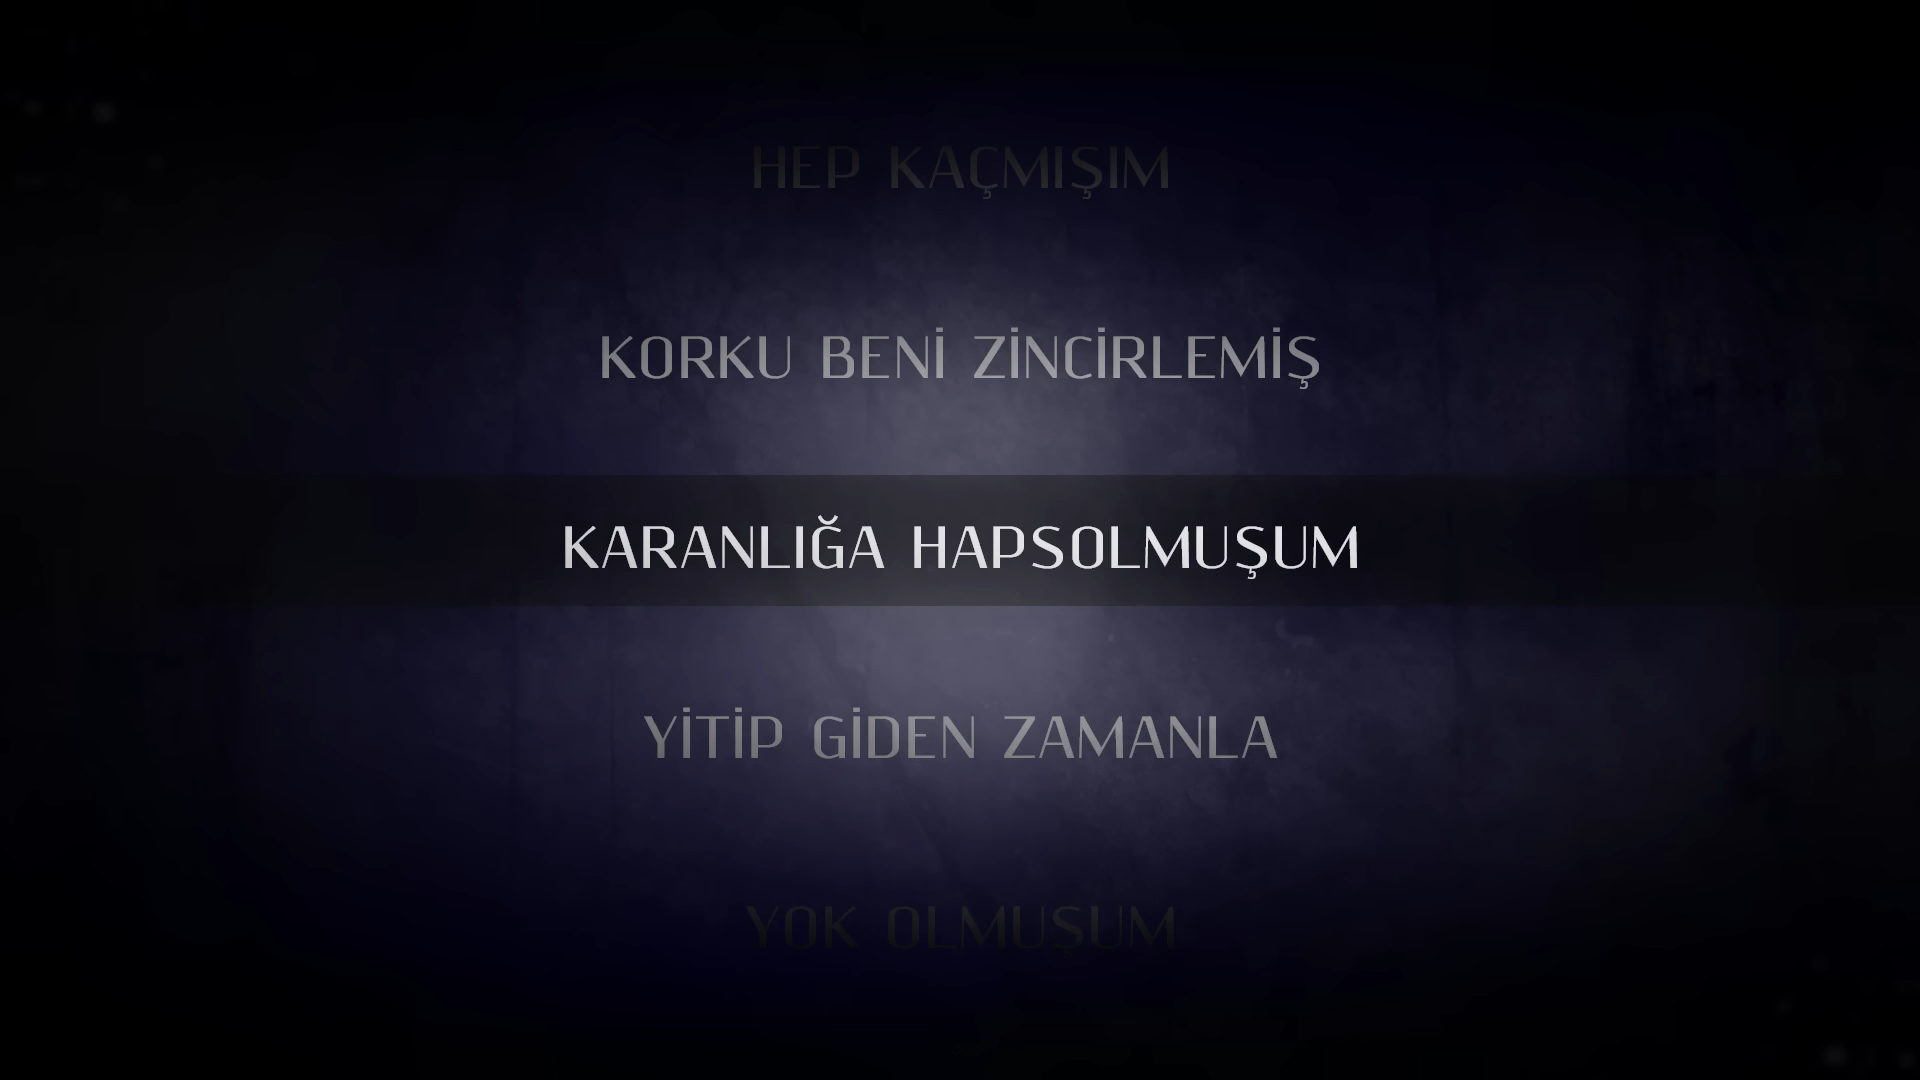 HEP KAÇMIŞIM
KORKU BENİ ZİNCİRLEMİŞ
KARANLIĞA HAPSOLMUŞUM
YİTİP GİDEN ZAMANLA
YOK OLMUŞUM